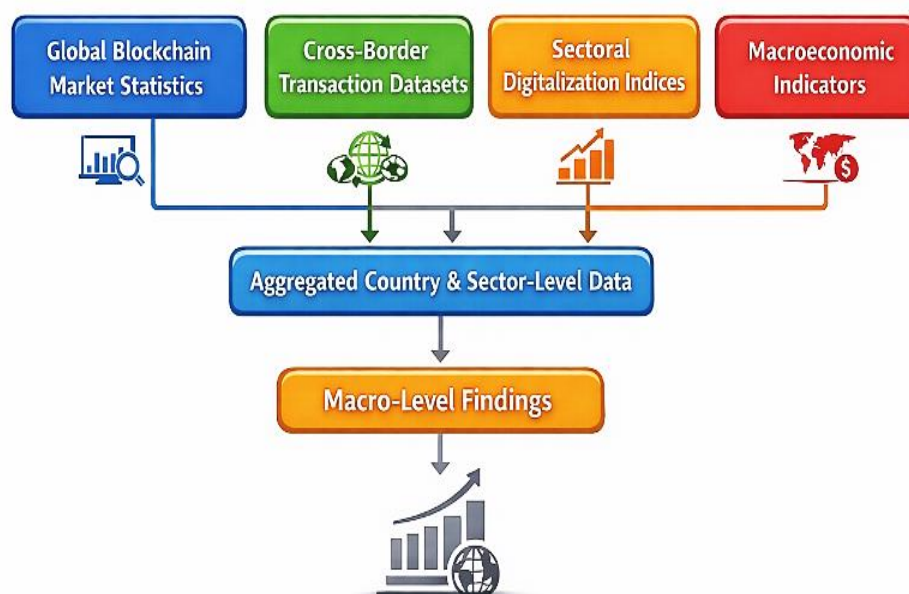 Global Blockchain
Market Statistics
Cross-Border
Transaction Datasets
Sectoral
Digitalization Indices
Macroeconomic
Indicators
$
Aggregated Country & Sector-Level Data
Macro-Level Findings